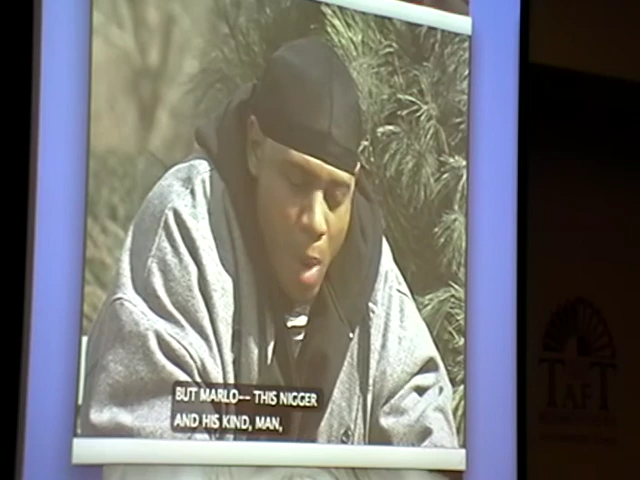 BUT MARLO-- THIS NIGGER
AND HIS KIND, MAN,
TAFT